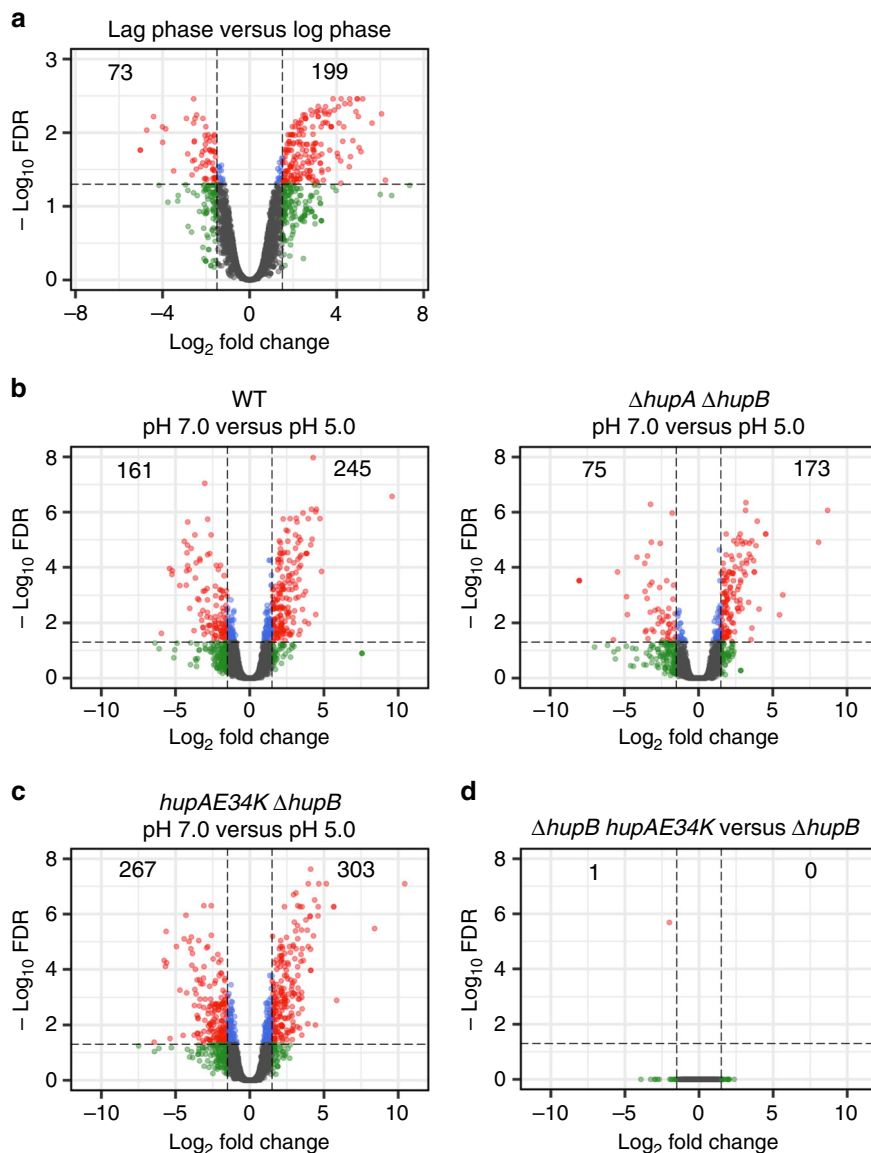 a
Lag phase versus log phase
73
199
3
2
1
0
− Log10 FDR
−8
−4
0
4
8
Log2 fold change
b
WT
pH 7.0 versus pH 5.0
161
245
8
6
4
2
0
− Log10 FDR
−10
−5
0
5
10
Log2 fold change
ΔhupA ΔhupB
pH 7.0 versus pH 5.0
75
173
8
6
4
2
0
− Log10 FDR
−10
−5
0
5
10
Log2 fold change
c
hupAE34K ΔhupB
pH 7.0 versus pH 5.0
267
303
8
6
4
2
0
− Log10 FDR
−10
−5
0
5
10
Log2 fold change
d
ΔhupB hupAE34K versus ΔhupB
1
0
8
6
4
2
0
− Log10 FDR
−10
−5
0
5
10
Log2 fold change